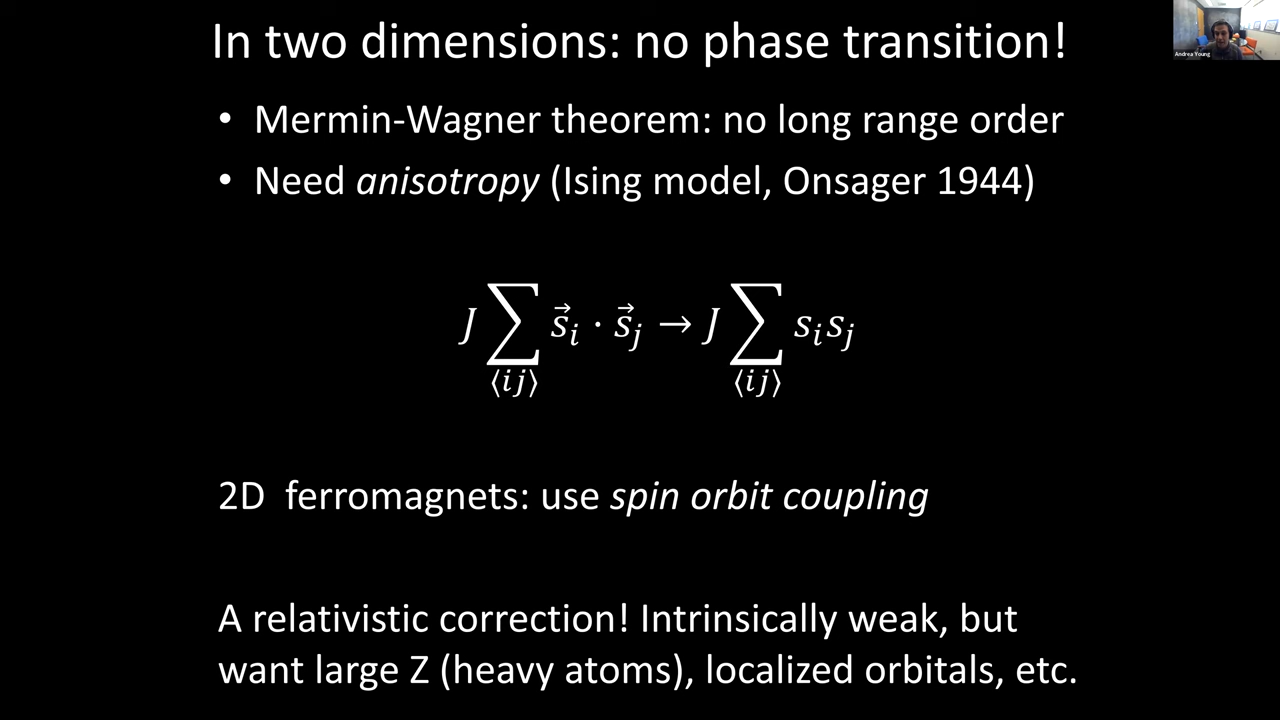 In two dimensions: no phase transition!
Andrea Young
• Mermin-Wagner theorem: no long range order
• Need anisotropy (Ising model, Onsager 1944)
J ∑⟨ij⟩ s⃗ᵢ · s⃗ⱼ → J ∑⟨ij⟩ sᵢsⱼ
2D ferromagnets: use spin orbit coupling
A relativistic correction! Intrinsically weak, but
want large Z (heavy atoms), localized orbitals, etc.